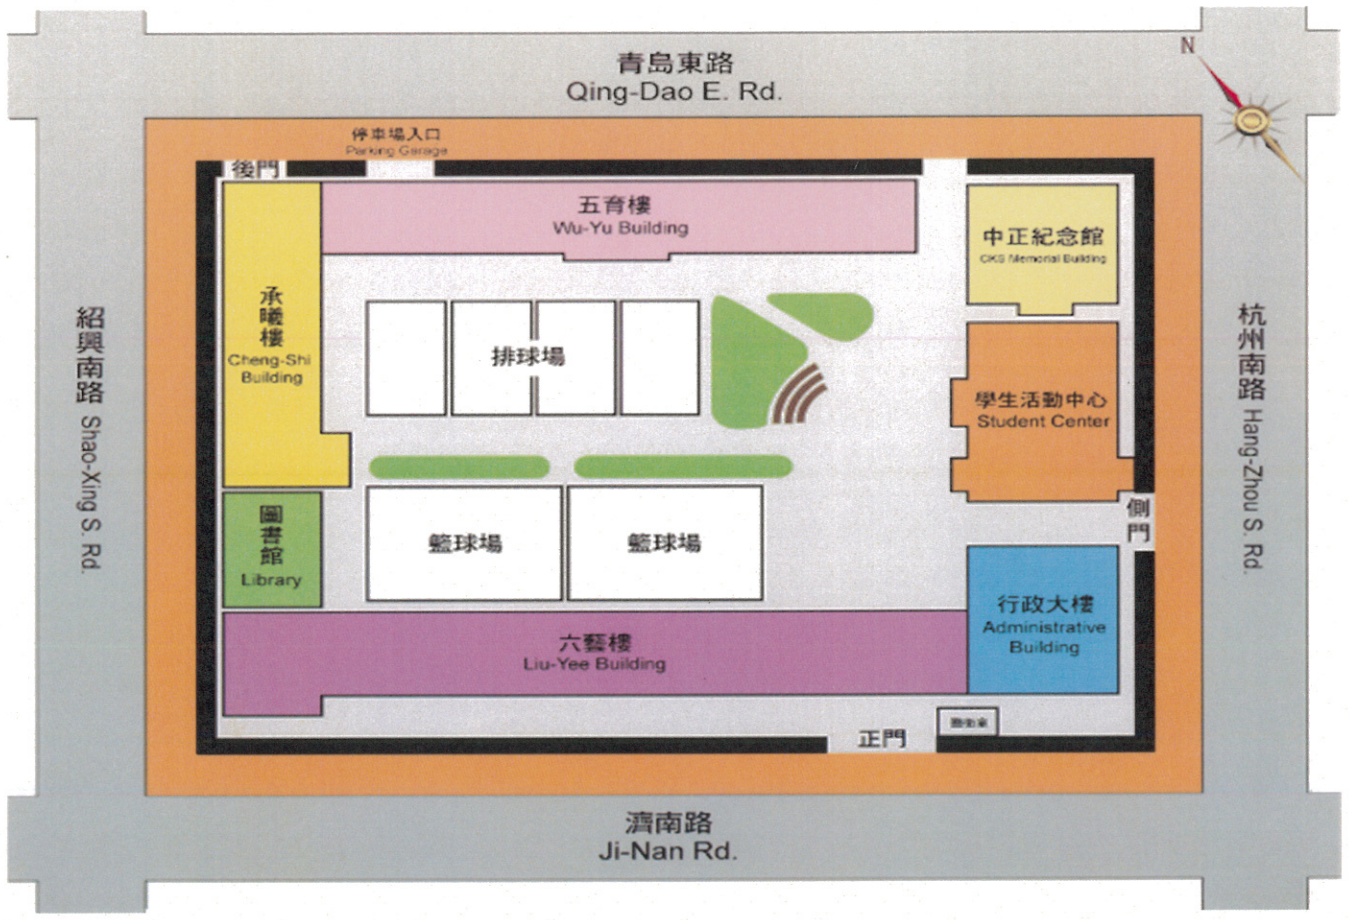 青島東路
Qing-Dao E. Rd.
N
停車場入口
Parking Garage
後門
五育樓
Wu-Yu Building
中正紀念館
CKS Memorial Building
承曦樓
Cheng-Shi
Building
排球場
紹興南路 Shao-Xing S. Rd.
杭州南路 Hang-Zhou S. Rd.
學生活動中心
Student Center
圖書館
Library
籃球場
籃球場
側門
行政大樓
Administrative
Building
六藝樓
Liu-Yee Building
正門
濟南路
Ji-Nan Rd.